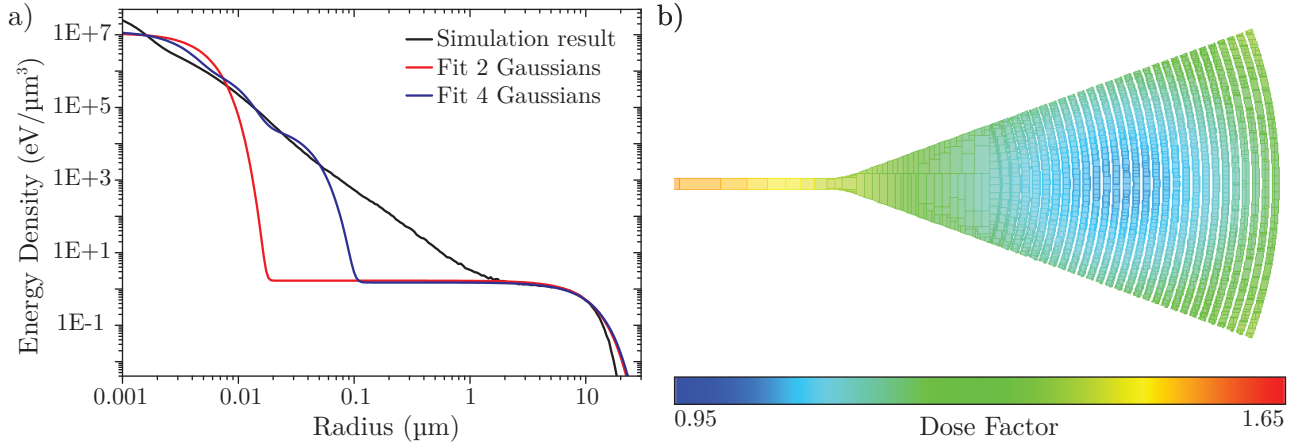 a)
Energy Density (eV/µm³)
1E+7
1E+5
1E+3
1E+1
1E-1
Simulation result
Fit 2 Gaussians
Fit 4 Gaussians
0.001 0.01 0.1 1 10
Radius (µm)
b)
0.95 Dose Factor 1.65